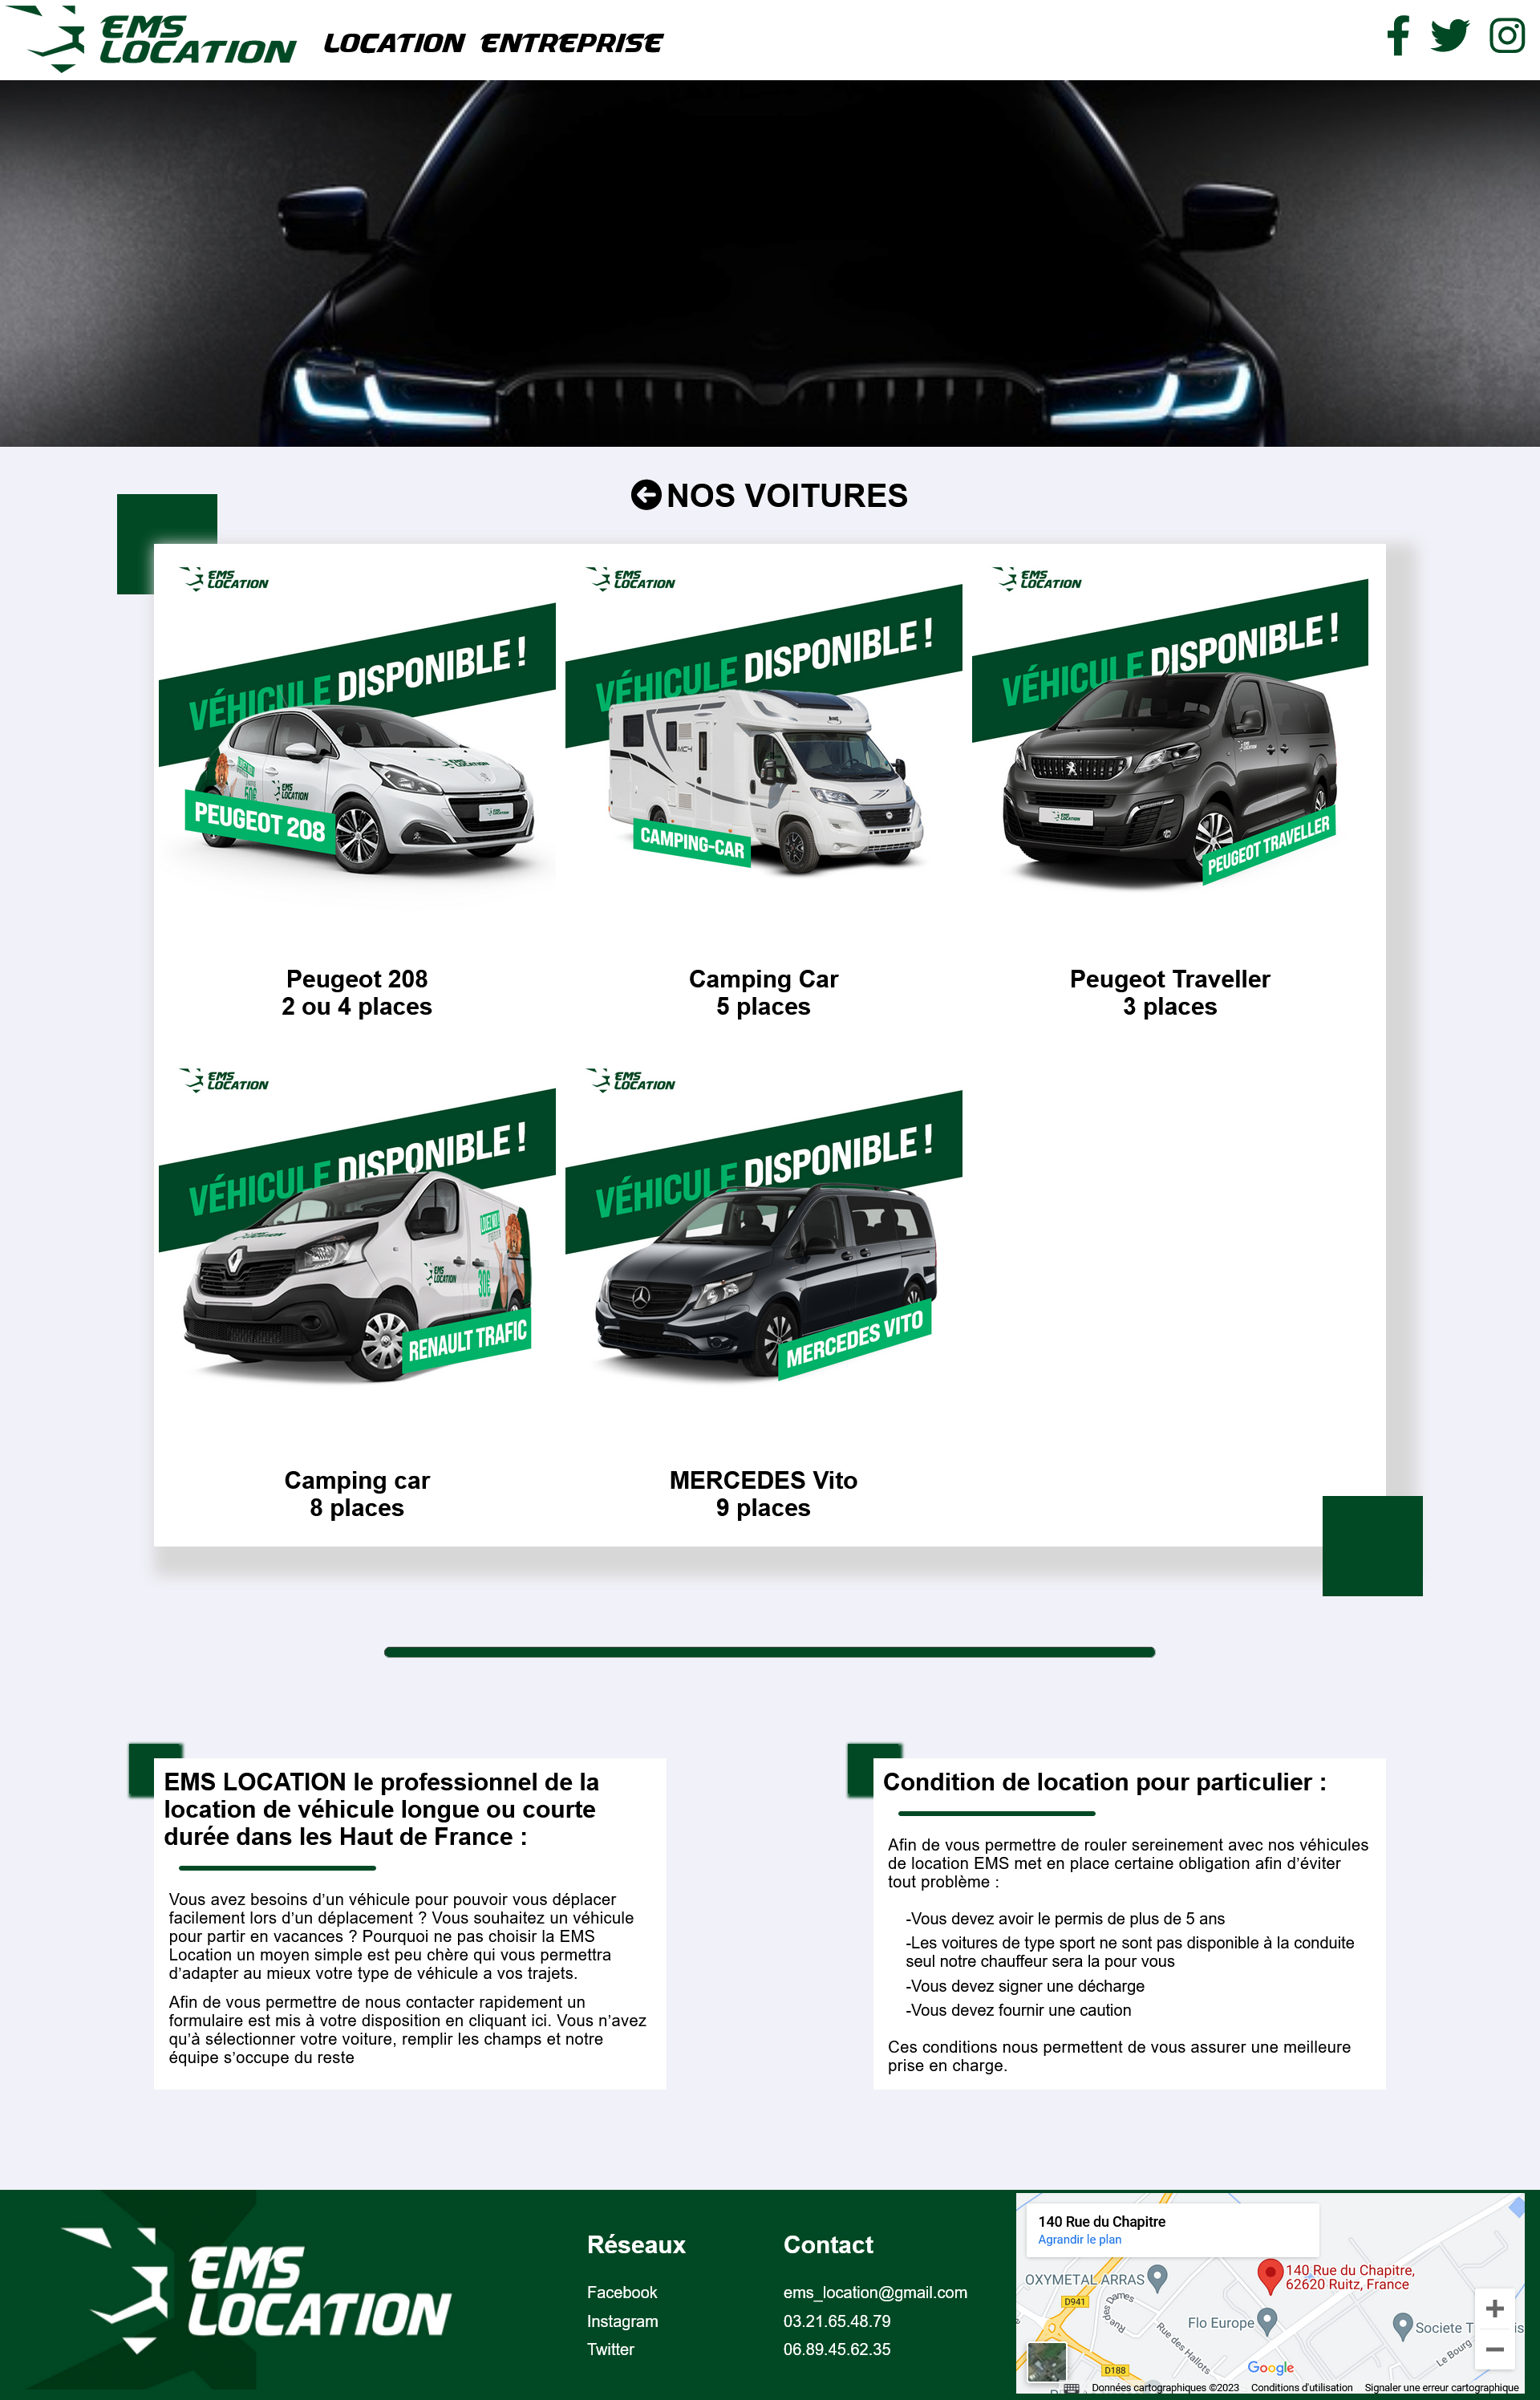 EMS
LOCATION
LOCATION ENTREPRISE
NOS VOITURES
EMS
LOCATION
VÉHICULE DISPONIBLE !
EMS
LOCATION
PEUGEOT 208
Peugeot 208
2 ou 4 places
EMS
LOCATION
VÉHICULE DISPONIBLE !
CAMPING-CAR
Camping Car
5 places
EMS
LOCATION
VÉHICULE DISPONIBLE !
PEUGEOT TRAVELLER
Peugeot Traveller
3 places
EMS
LOCATION
VÉHICULE DISPONIBLE !
EMS
LOCATION
30€
RENAULT TRAFIC
Camping car
8 places
EMS
LOCATION
VÉHICULE DISPONIBLE !
MERCEDES VITO
MERCEDES Vito
9 places
EMS LOCATION le professionnel de la
location de véhicule longue ou courte
durée dans les Haut de France :
Vous avez besoins d’un véhicule pour pouvoir vous déplacer
facilement lors d’un déplacement ? Vous souhaitez un véhicule
pour partir en vacances ? Pourquoi ne pas choisir la EMS
Location un moyen simple est peu chère qui vous permettra
d’adapter au mieux votre type de véhicule a vos trajets.
Afin de vous permettre de nous contacter rapidement un
formulaire est mis à votre disposition en cliquant ici. Vous n’avez
qu’à sélectionner votre voiture, remplir les champs et notre
équipe s’occupe du reste
Condition de location pour particulier :
Afin de vous permettre de rouler sereinement avec nos véhicules
de location EMS met en place certaine obligation afin d’éviter
tout problème :
-Vous devez avoir le permis de plus de 5 ans
-Les voitures de type sport ne sont pas disponible à la conduite
seul notre chauffeur sera la pour vous
-Vous devez signer une décharge
-Vous devez fournir une caution
Ces conditions nous permettent de vous assurer une meilleure
prise en charge.
EMS
LOCATION
Réseaux
Facebook
Instagram
Twitter
Contact
ems_location@gmail.com
03.21.65.48.79
06.89.45.62.35
140 Rue du Chapitre
Agrandir le plan
OXYMETAL ARRAS
140 Rue du Chapitre,
62620 Ruitz, France
D941
Rue des Dames
Flo Europe
Rue des Hallots
Societe T
Le Bourg
D188
Google
Données cartographiques ©2023 Conditions d'utilisation Signaler une erreur cartographique